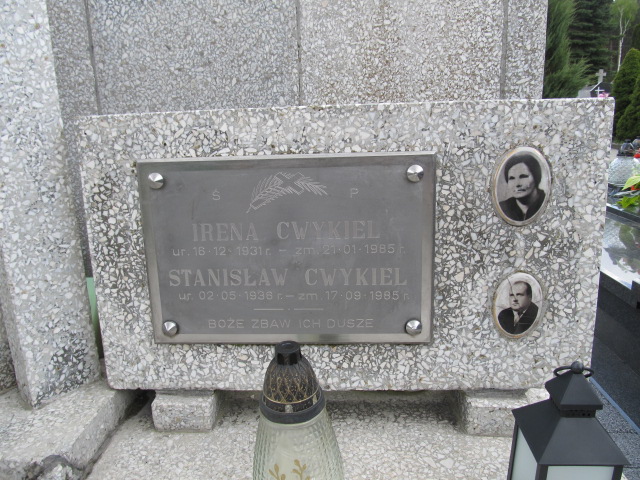 Ś P
IRENA CWYKIEL
ur. 16-12-1931 r. – zm. 21-01-1985 r.
STANISŁAW CWYKIEL
ur. 02-05-1936 r. – zm. 17-09-1985 r.
BOŻE ZBAW ICH DUSZE